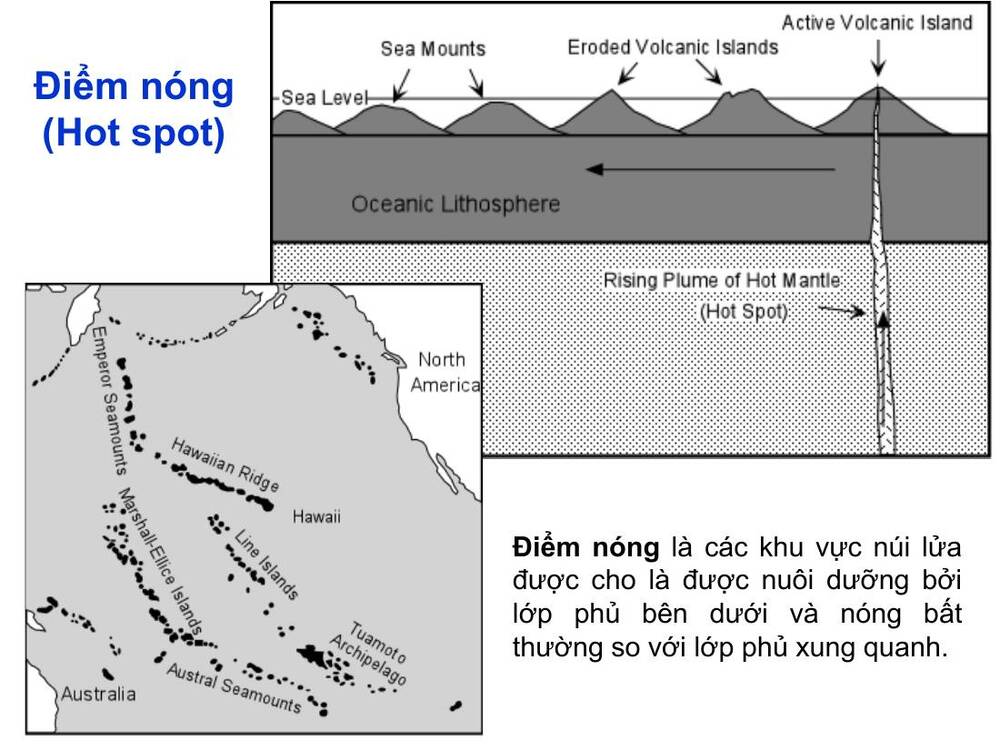 Điểm nóng
(Hot spot)
Active Volcanic Island
Sea Mounts
Eroded Volcanic Islands
Sea Level
Oceanic Lithosphere
Rising Plume of Hot Mantle
(Hot Spot)
North
America
Emperor Seamounts
Hawaiian Ridge
Hawaii
Marshall-Ellice Islands
Line Islands
Tuamoto
Archipelago
Austral Seamounts
Australia
Điểm nóng là các khu vực núi lửa
được cho là được nuôi dưỡng bởi
lớp phủ bên dưới và nóng bất
thường so với lớp phủ xung quanh.